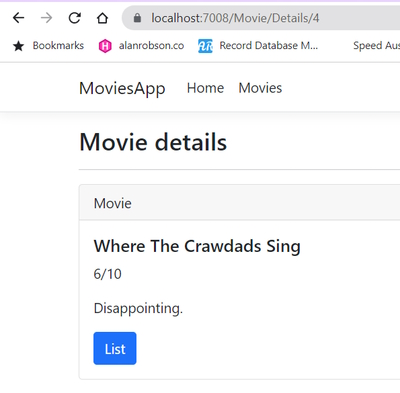 localhost:7008/Movie/Details/4
Bookmarks alanrobson.co AR Record Database M... Speed Aus
MoviesApp Home Movies
Movie details
Movie
Where The Crawdads Sing
6/10
Disappointing.
List